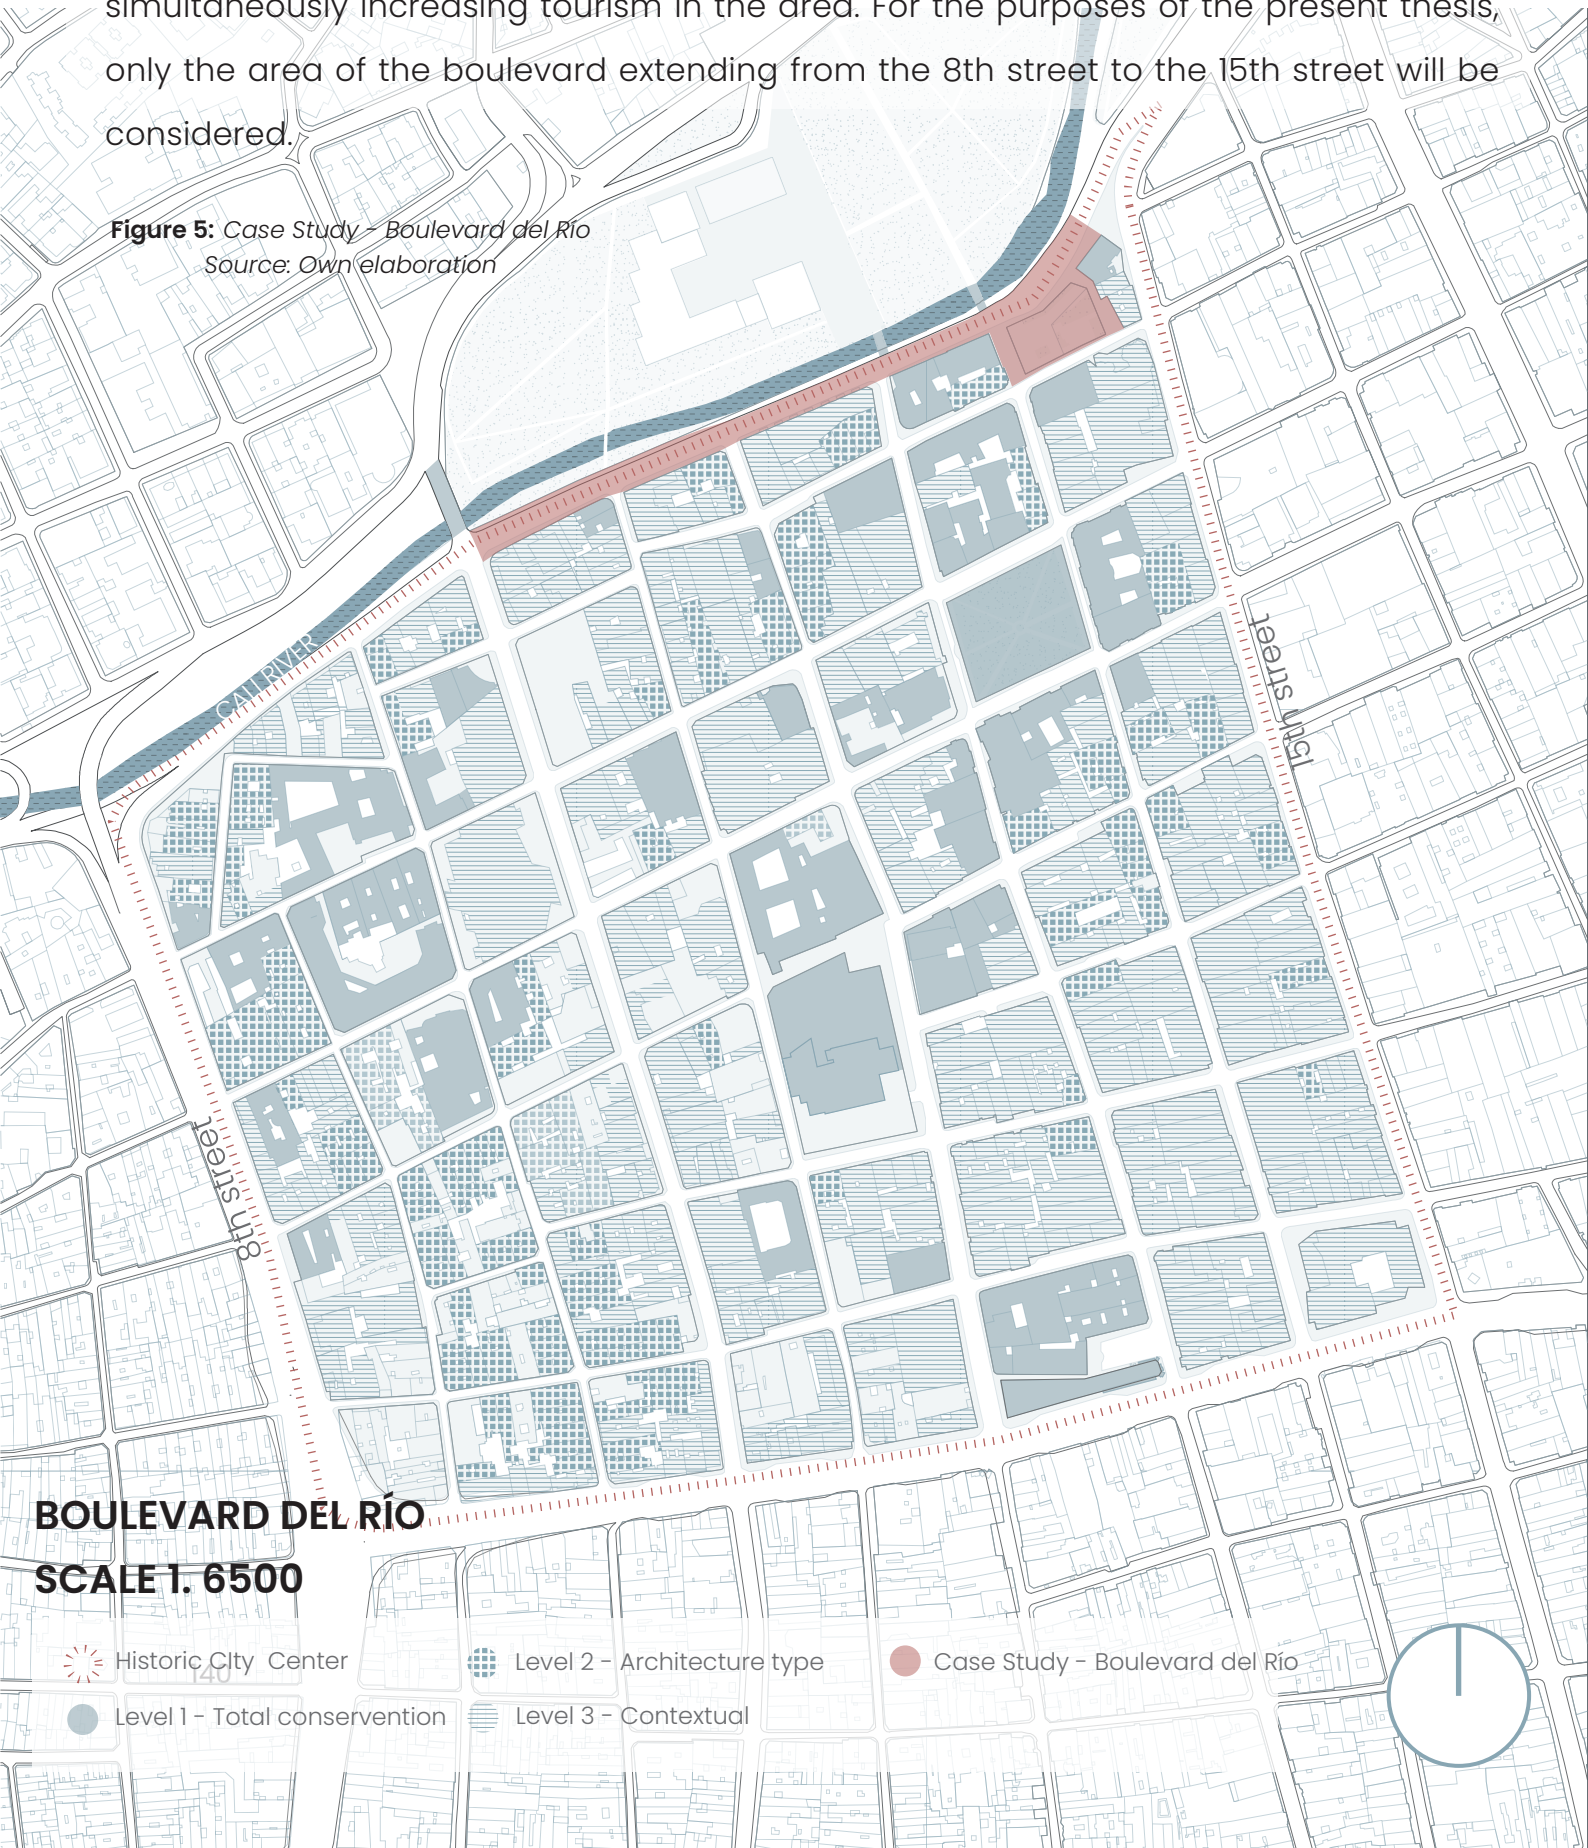 simultaneously increasing tourism in the area. For the purposes of the present thesis,
only the area of the boulevard extending from the 8th street to the 15th street will be
considered.
Figure 5: Case Study - Boulevard del Río
Source: Own elaboration
CALI RIVER
15th street
8th street
BOULEVARD DEL RÍO
SCALE 1. 6500
Historic CIty Center
140
Level 2 - Architecture type
Case Study - Boulevard del Río
Level 1 - Total conservention
Level 3 - Contextual